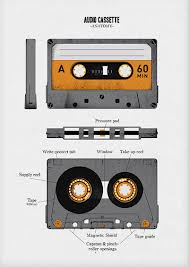 AUDIO CASSETTE
A
60
MIN
Pressure pad
Write-protect tab
Window
Take-up reel
Supply reel
Tape
Magnetic Shield
Tape guide
Capstan & pinch-
roller openings